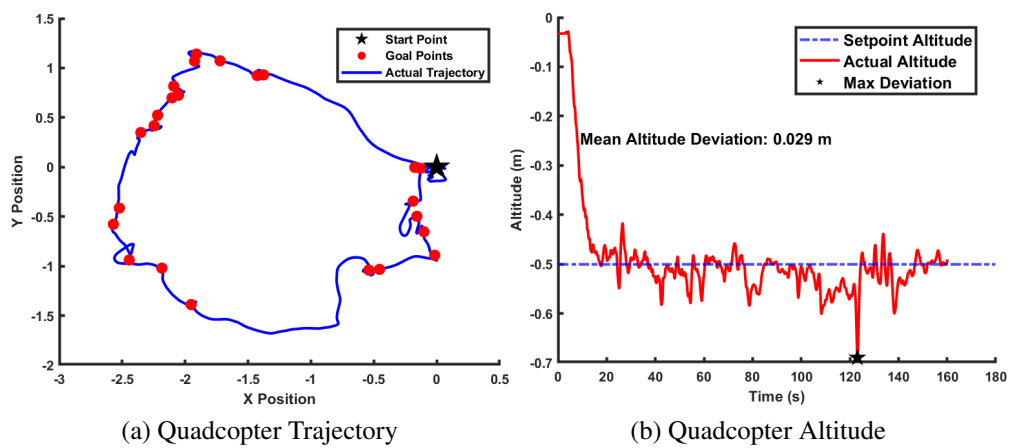 1.5
1
0.5
0
-0.5
-1
-1.5
-2
Y Position
-3
-2.5
-2
-1.5
-1
-0.5
0
0.5
X Position
Start Point
Goal Points
Actual Trajectory
(a) Quadcopter Trajectory
0
-0.1
-0.2
-0.3
-0.4
-0.5
-0.6
-0.7
Altitude (m)
Setpoint Altitude
Actual Altitude
Max Deviation
Mean Altitude Deviation: 0.029 m
0
20
40
60
80
100
120
140
160
180
Time (s)
(b) Quadcopter Altitude